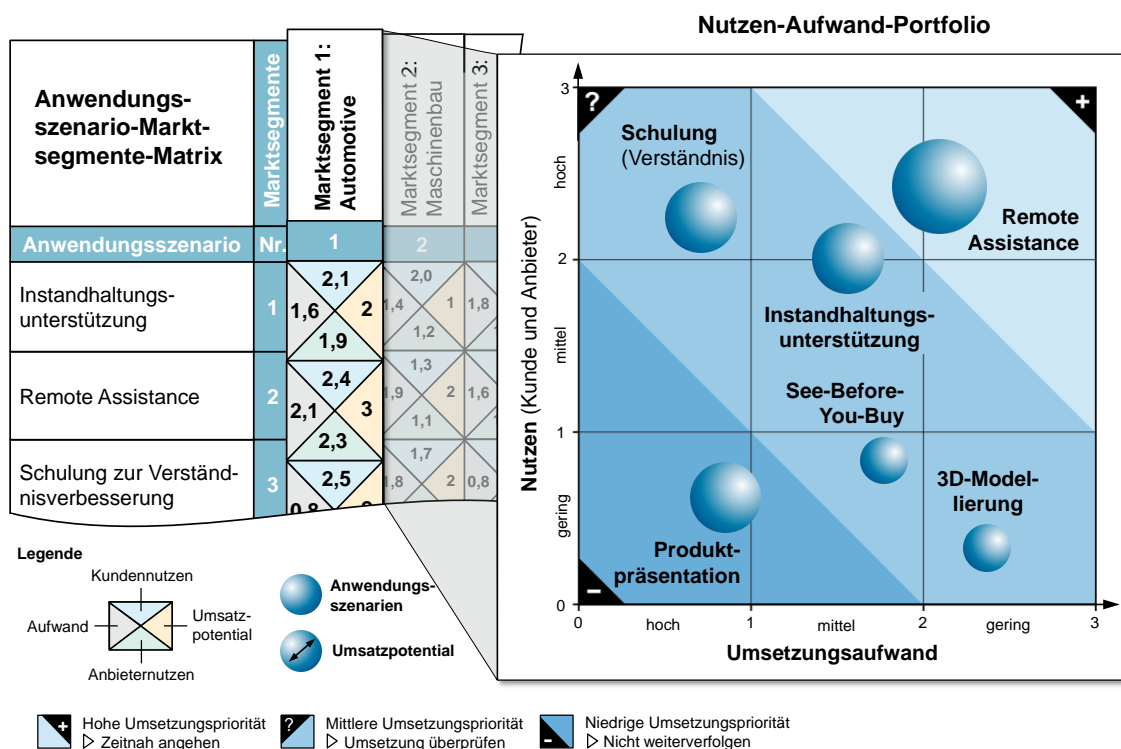 Nutzen-Aufwand-Portfolio
Anwendungs-
szenario-Markt-
segmente-Matrix
Marktsegmente
Marktsegment 1:
Automotive
Marktsegment 2:
Maschinenbau
Marktsegment 3:
Anwendungsszenario
Nr.
1
2
Instandhaltungs-
unterstützung
1
2,1
1,6
2
1,9
2,0
1,4
1
1,2
1,8
Remote Assistance
2
2,4
2,1
3
2,3
1,3
1,9
2
1,1
1,6
Schulung zur Verständ-
nisverbesserung
3
2,5
0,8
1,7
1,8
2
0,8
Nutzen (Kunde und Anbieter)
hoch
mittel
gering
3
2
1
0
?
+
-
Schulung
(Verständnis)
Remote
Assistance
Instandhaltungs-
unterstützung
See-Before-
You-Buy
3D-Model-
lierung
Produkt-
präsentation
0
hoch
1
mittel
2
gering
3
Umsetzungsaufwand
Legende
Kundennutzen
Aufwand
Umsatz-
potential
Anbieternutzen
Anwendungs-
szenarien
Umsatzpotential
+
Hohe Umsetzungspriorität
▷ Zeitnah angehen
?
Mittlere Umsetzungspriorität
▷ Umsetzung überprüfen
-
Niedrige Umsetzungspriorität
▷ Nicht weiterverfolgen